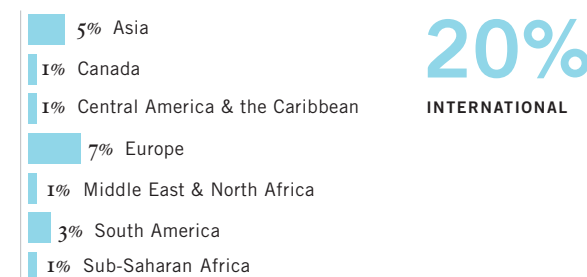 5% Asia
1% Canada
1% Central America & the Caribbean
7% Europe
1% Middle East & North Africa
3% South America
1% Sub-Saharan Africa
20%
INTERNATIONAL